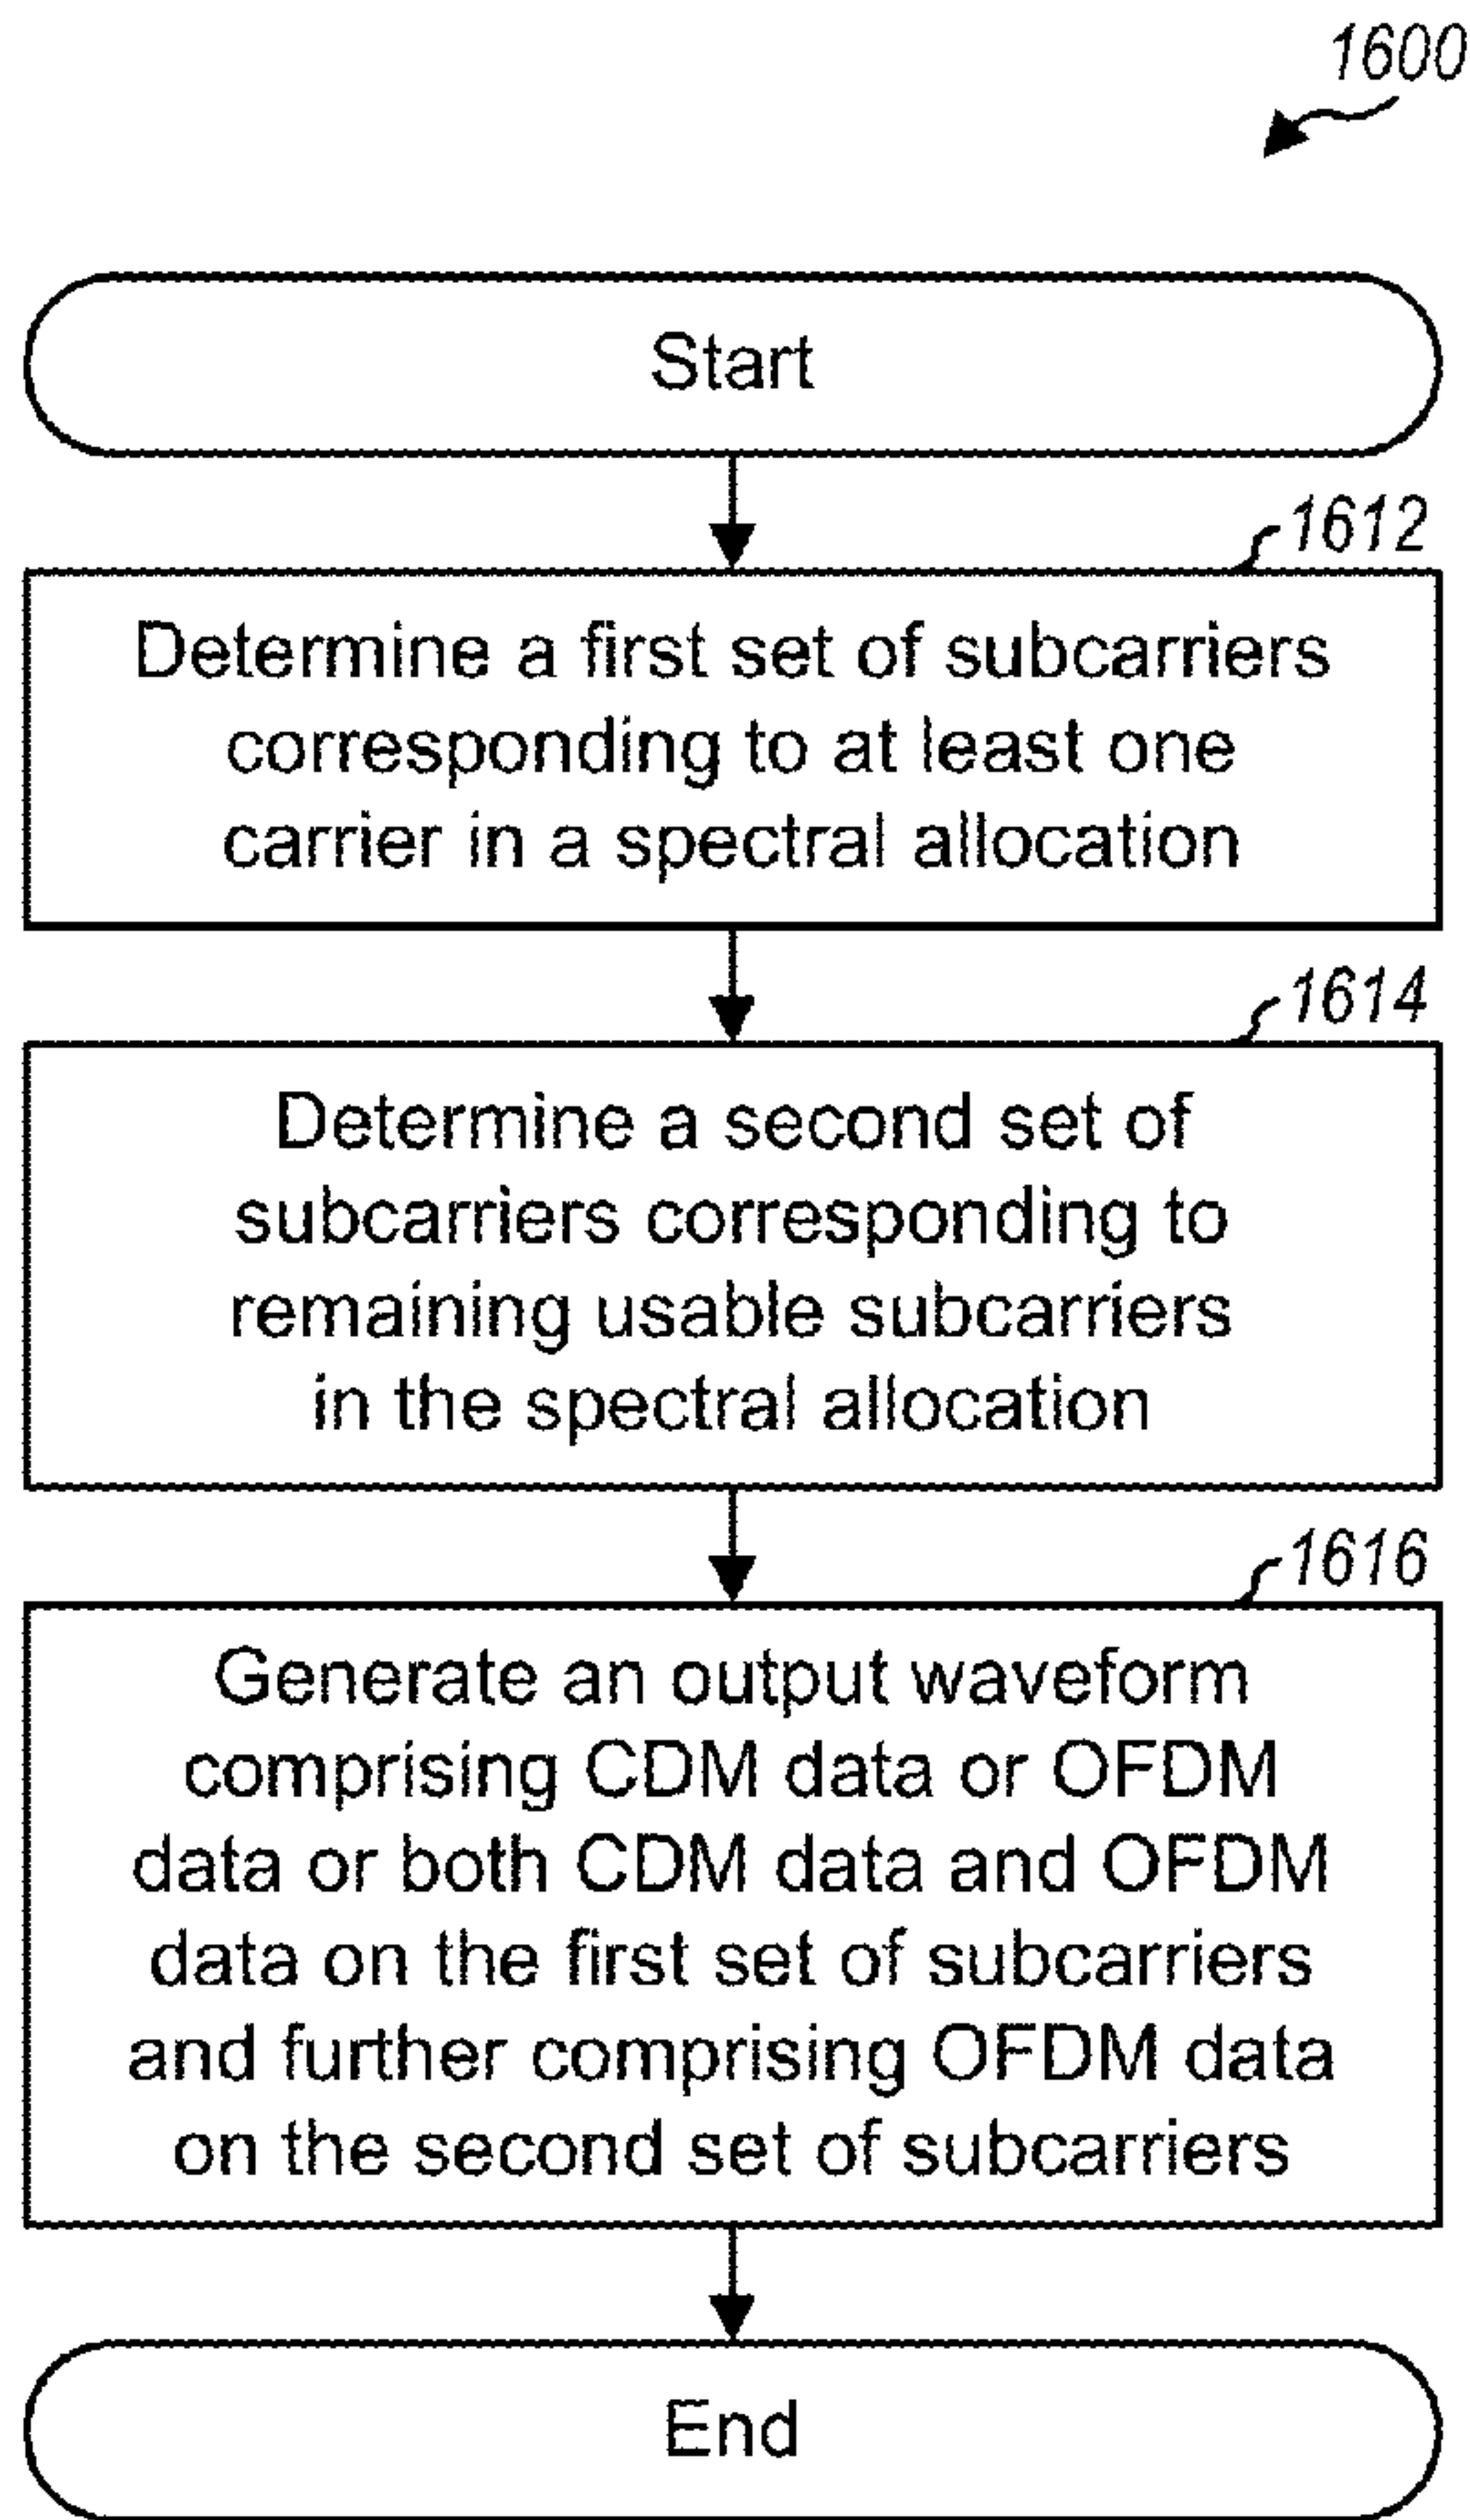 1600
Start
1612
Determine a first set of subcarriers
corresponding to at least one
carrier in a spectral allocation
1614
Determine a second set of
subcarriers corresponding to
remaining usable subcarriers
in the spectral allocation
1616
Generate an output waveform
comprising CDM data or OFDM
data or both CDM data and OFDM
data on the first set of subcarriers
and further comprising OFDM data
on the second set of subcarriers
End